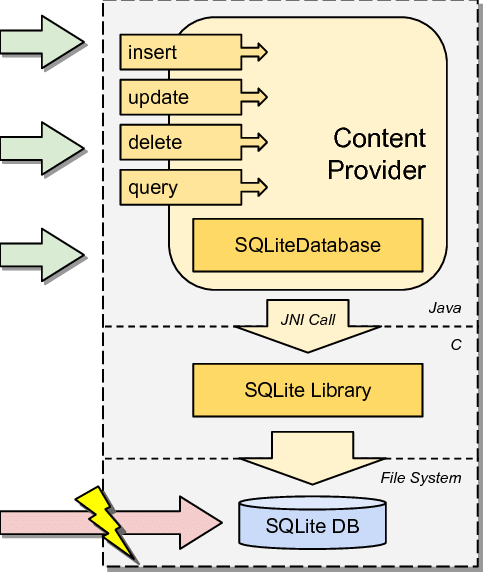 insert
update
delete
query
Content
Provider
SQLiteDatabase
Java
JNI Call
C
SQLite Library
File System
SQLite DB